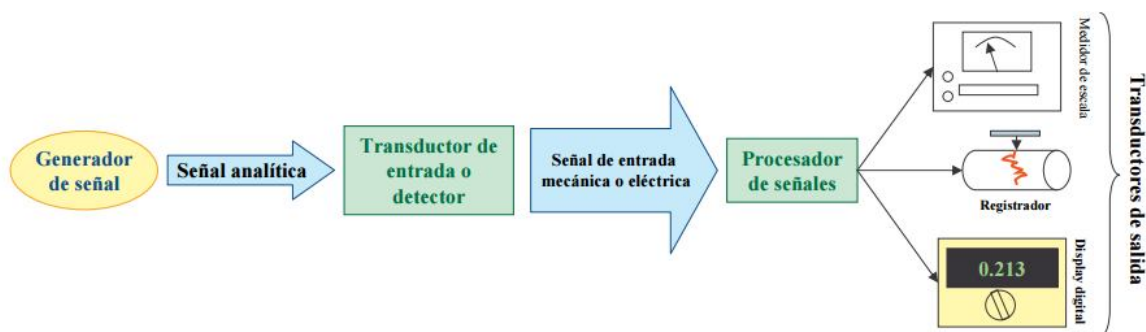 Generador
de señal
Señal analítica
Transductor de
entrada o
detector
Señal de entrada
mecánica o eléctrica
Procesador
de señales
Medidor de
escala
Registrador
Display digital
0.213
Transductores de salida